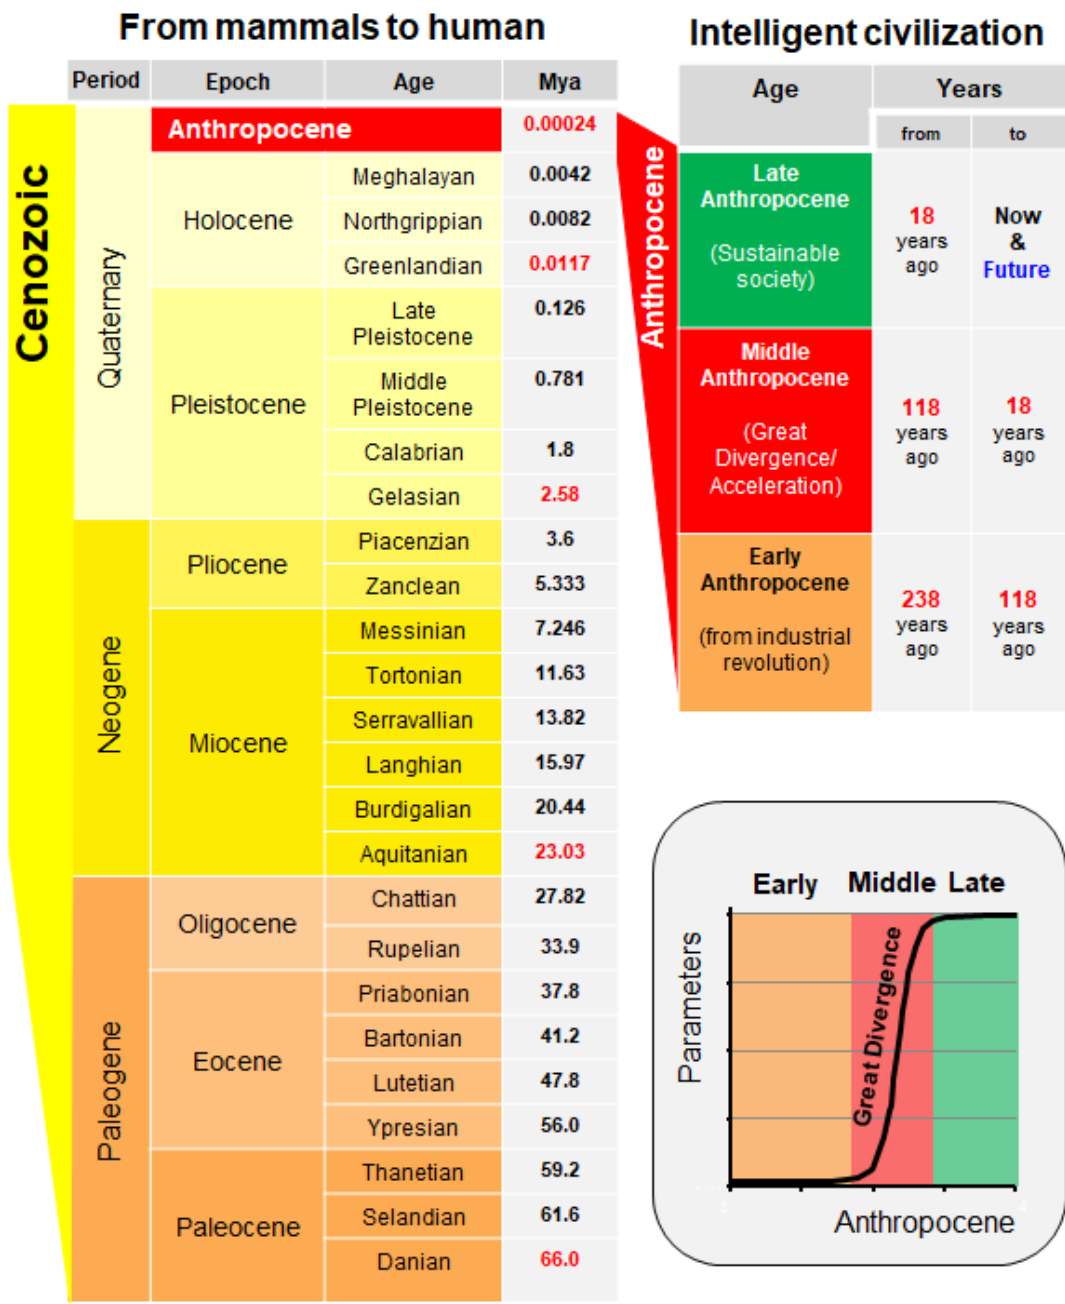 From mammals to human
Period Epoch Age Mya
Cenozoic
Quaternary
Anthropocene 0.00024
Holocene
Meghalayan 0.0042
Northgrippian 0.0082
Greenlandian 0.0117
Pleistocene
Late
Pleistocene
0.126
Middle
Pleistocene
0.781
Calabrian 1.8
Gelasian 2.58
Neogene
Pliocene
Piacenzian 3.6
Zanclean 5.333
Miocene
Messinian 7.246
Tortonian 11.63
Serravallian 13.82
Langhian 15.97
Burdigalian 20.44
Aquitanian 23.03
Paleogene
Oligocene
Chattian 27.82
Rupelian 33.9
Eocene
Priabonian 37.8
Bartonian 41.2
Lutetian 47.8
Ypresian 56.0
Paleocene
Thanetian 59.2
Selandian 61.6
Danian 66.0
Intelligent civilization
Age Years
from to
Anthropocene
Late
Anthropocene
(Sustainable
society)
18
years
ago
Now
&
Future
Middle
Anthropocene
(Great
Divergence/
Acceleration)
118
years
ago
18
years
ago
Early
Anthropocene
(from industrial
revolution)
238
years
ago
118
years
ago
Early Middle Late
Parameters
Great Divergence
Anthropocene